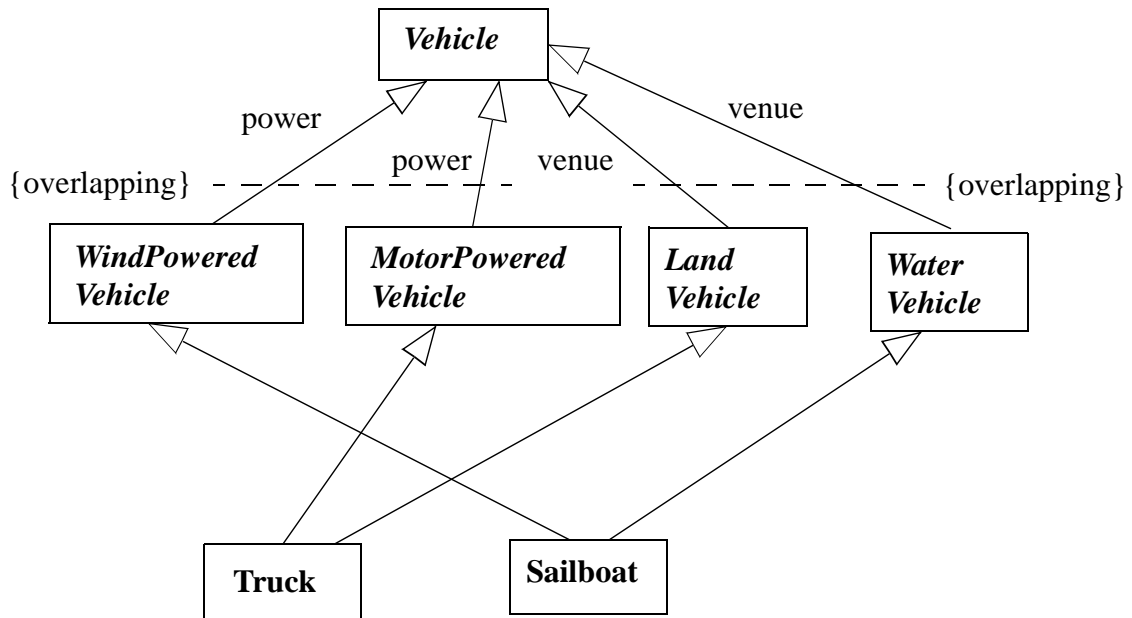 Vehicle
power
venue
power
venue
{overlapping}
{overlapping}
WindPowered
Vehicle
MotorPowered
Vehicle
Land
Vehicle
Water
Vehicle
Truck
Sailboat